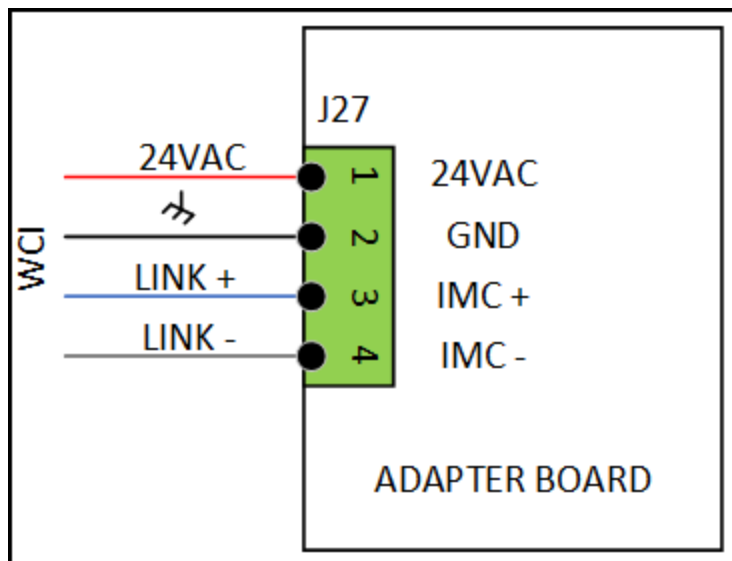 J27
24VAC
1
24VAC
2
GND
WCI
LINK +
3
IMC +
LINK -
4
IMC -
ADAPTER BOARD